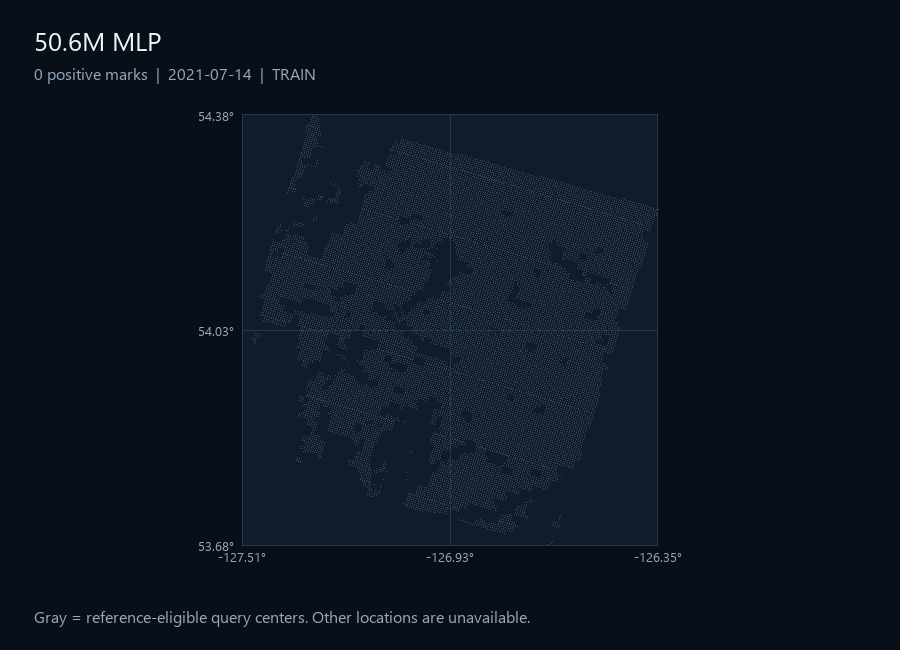 50.6M MLP
0 positive marks | 2021-07-14 | TRAIN
54.38°
54.03°
53.68°
-127.51°
-126.93°
-126.35°
Gray = reference-eligible query centers. Other locations are unavailable.